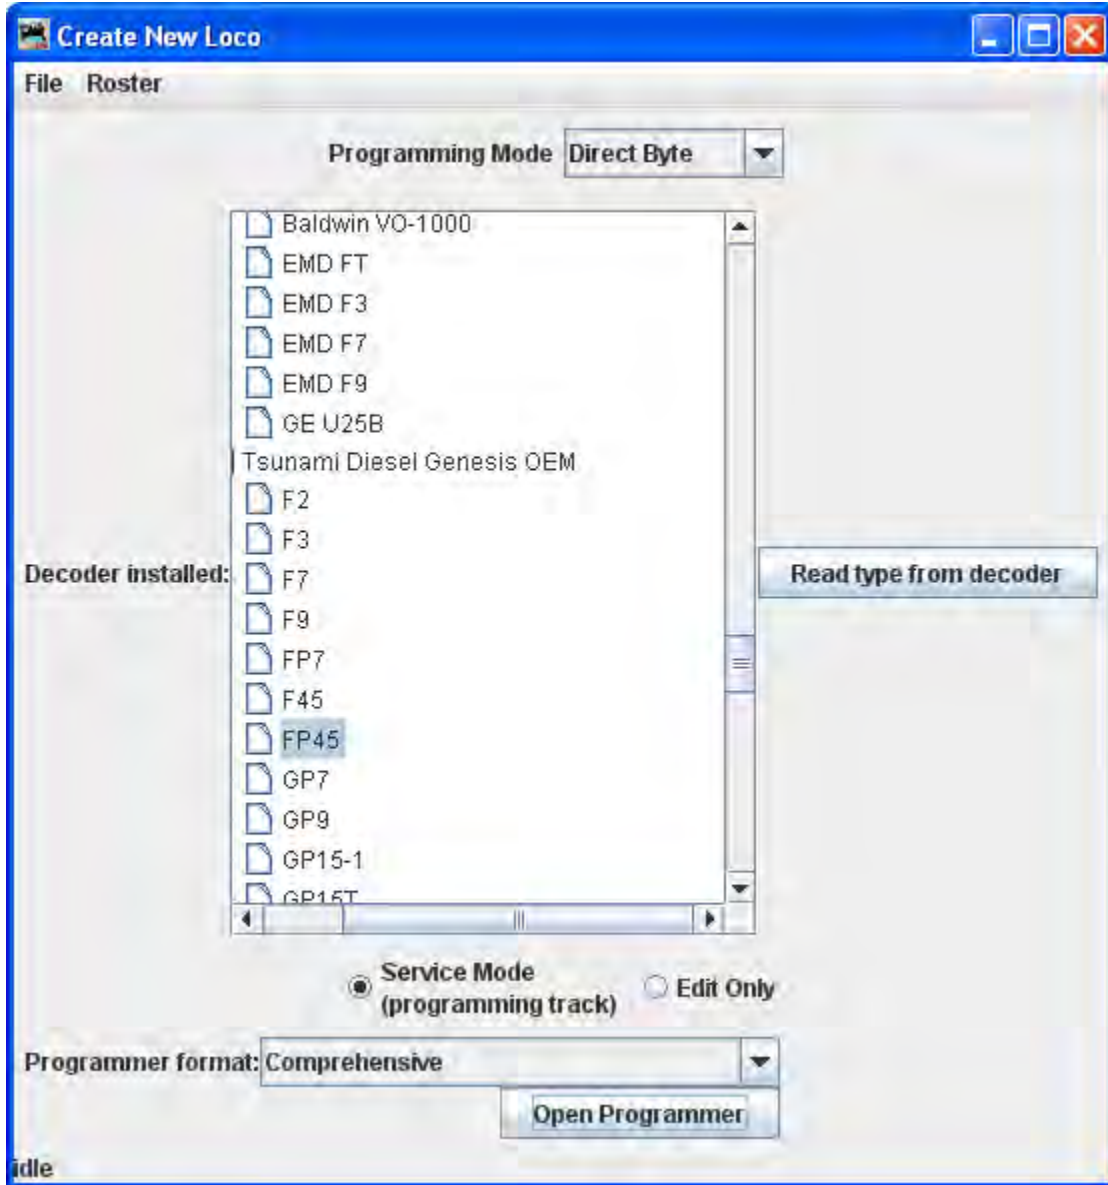 Create New Loco
File Roster
Programming Mode Direct Byte
Baldwin VO-1000
EMD FT
EMD F3
EMD F7
EMD F9
GE U25B
Tsunami Diesel Genesis OEM
F2
F3
Decoder installed:
F7
Read type from decoder
F9
FP7
F45
FP45
GP7
GP9
GP15-1
GP15T
Service Mode
(programming track)
Edit Only
Programmer format: Comprehensive
Open Programmer
idle